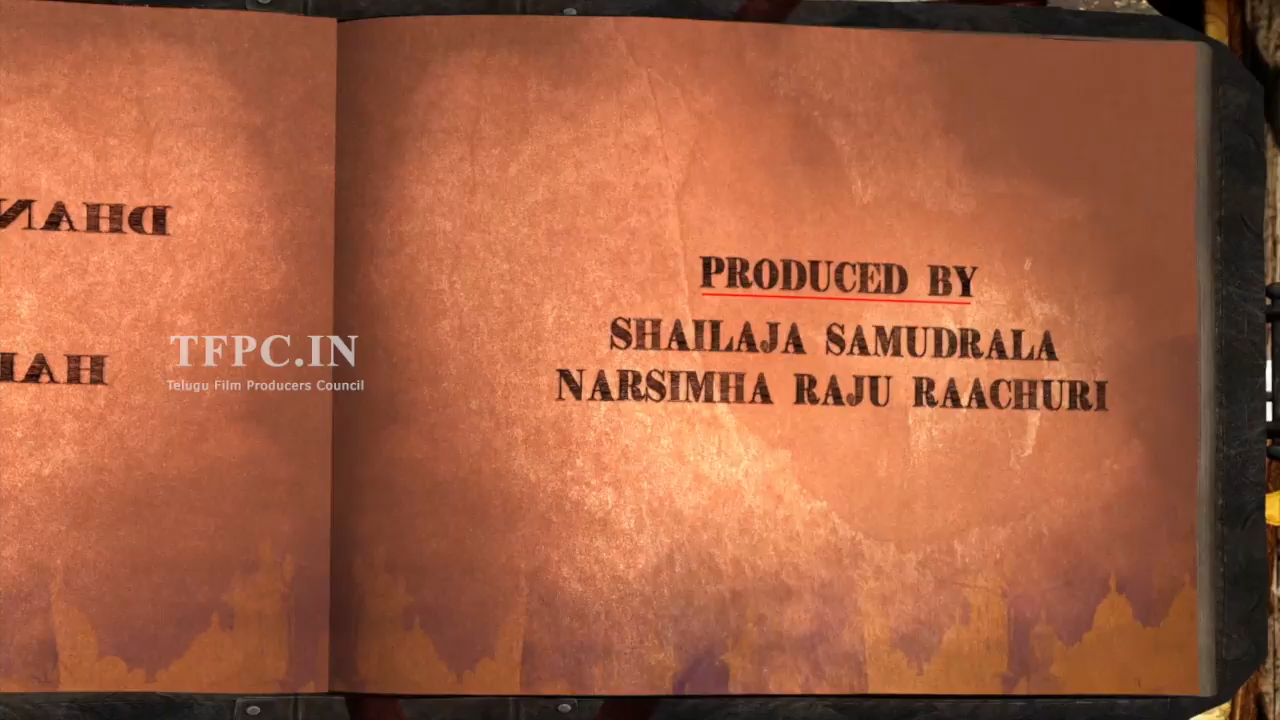 TFPC.IN
Telugu Film Producers Council
PRODUCED BY
SHAILAJA SAMUDRALA
NARSIMHA RAJU RAACHURI